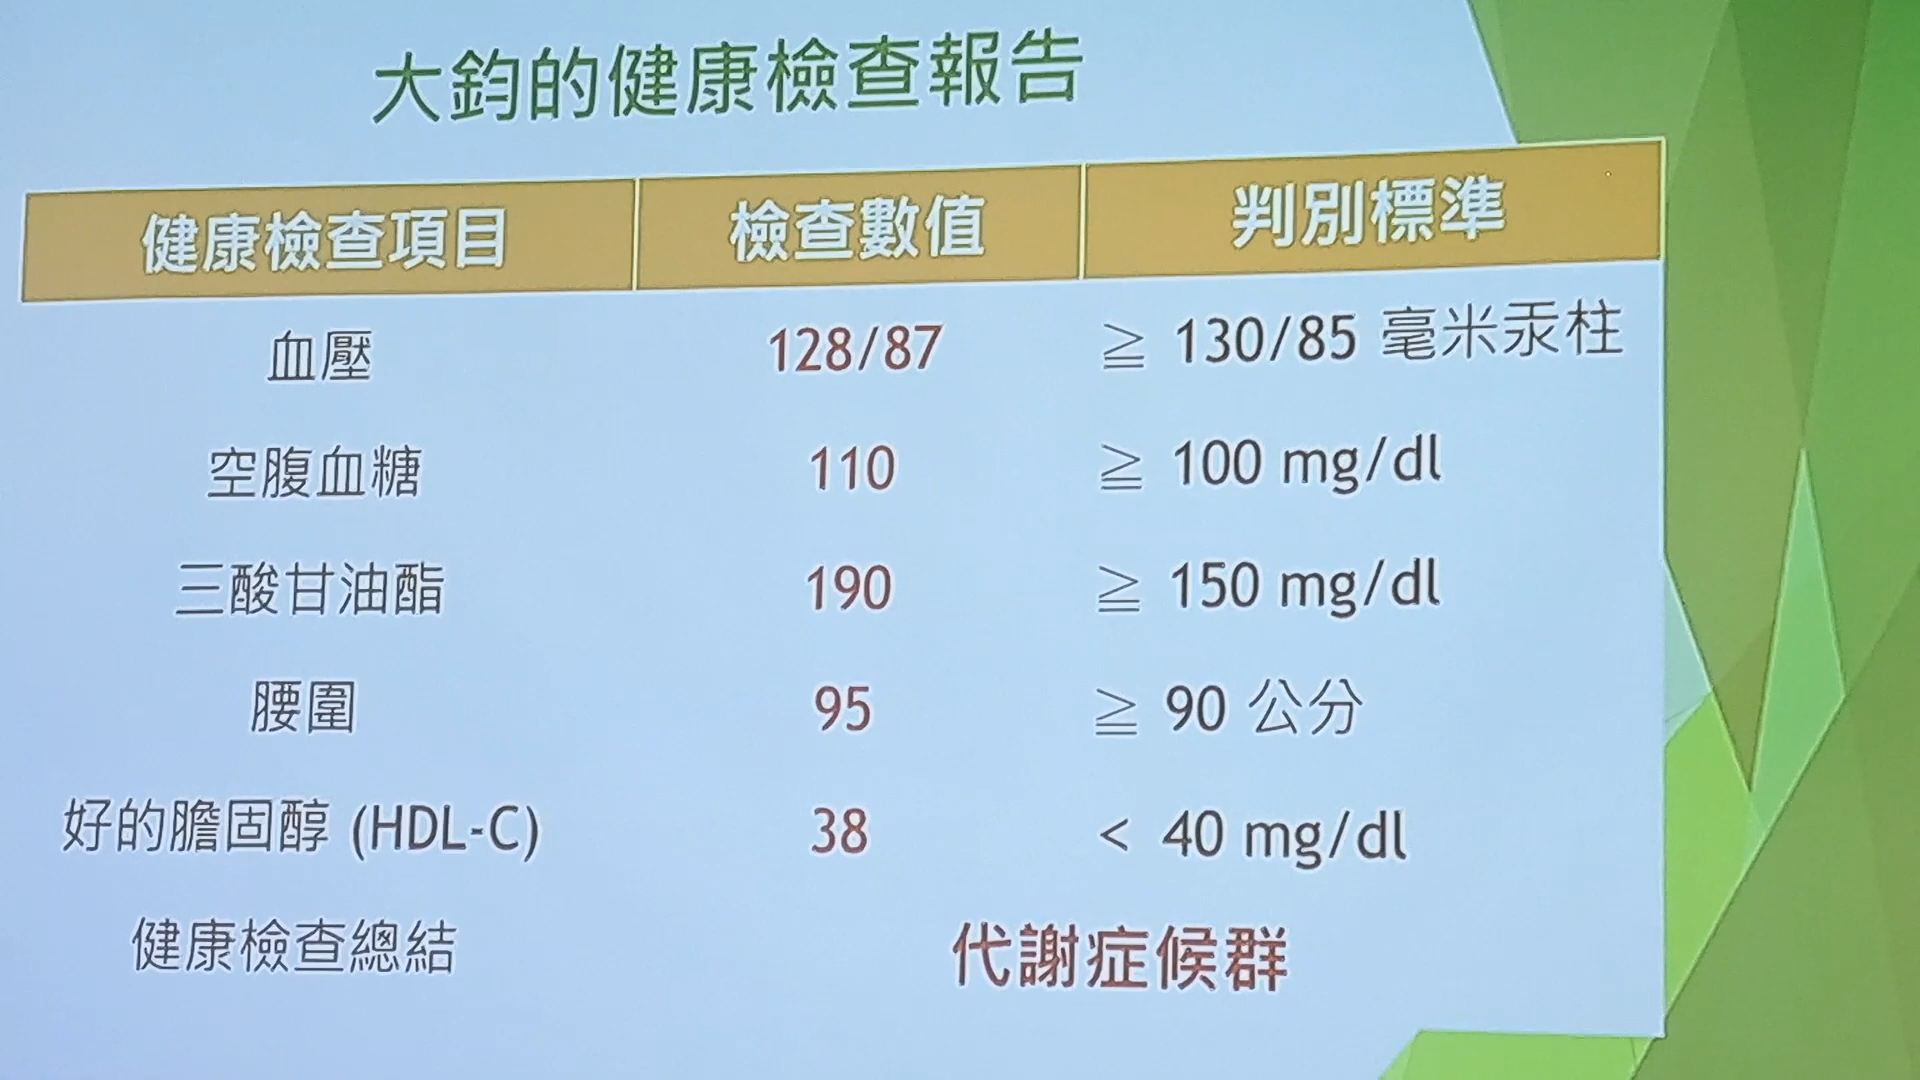 大鈞的健康檢查報告
健康檢查項目 檢查數值 判別標準
血壓 128/87 ≧ 130/85 毫米汞柱
空腹血糖 110 ≧ 100 mg/dl
三酸甘油酯 190 ≧ 150 mg/dl
腰圍 95 ≧ 90 公分
好的膽固醇 (HDL-C) 38 < 40 mg/dl
健康檢查總結 代謝症候群